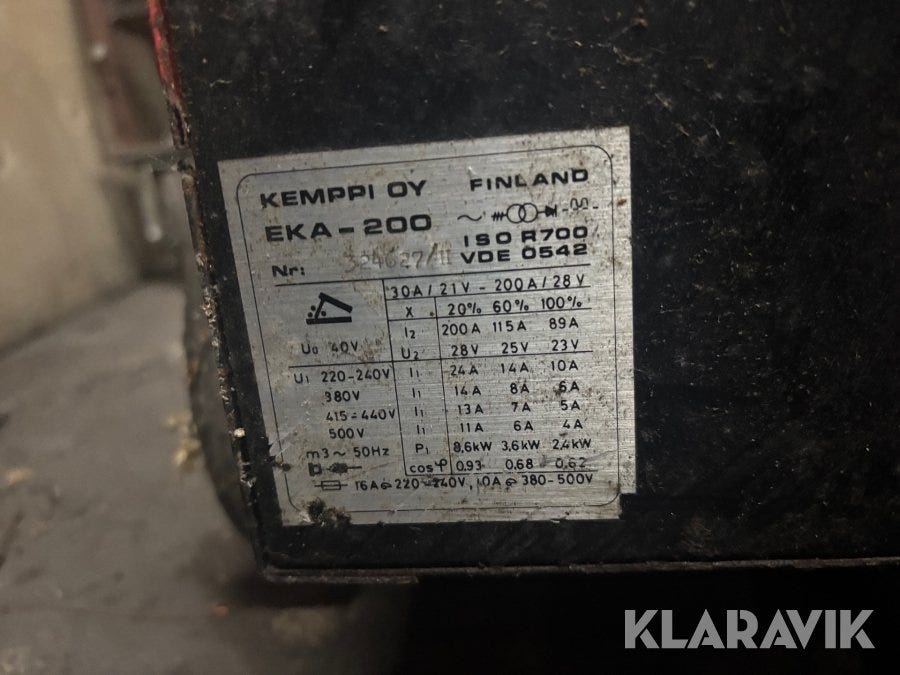 KEMPPI OY FINLAND
EKA-200
ISO R700
Nr: VDE 0542
30A / 21V - 200A / 28V
X 20% 60% 100%
I2 200A 115A 89A
U0 40V U2 28V 25V 23V
U1 220-240V I1 24A 14A 10A
380V I1 14A 8A 6A
415-440V I1 13A 7A 5A
500V I1 11A 6A 4A
m3~50Hz P1 8,6kW 3,6kW 2,4kW
cosφ 0.93 0.68 0.62
16A 220-240V, 10A 380-500V
KLARAVIK